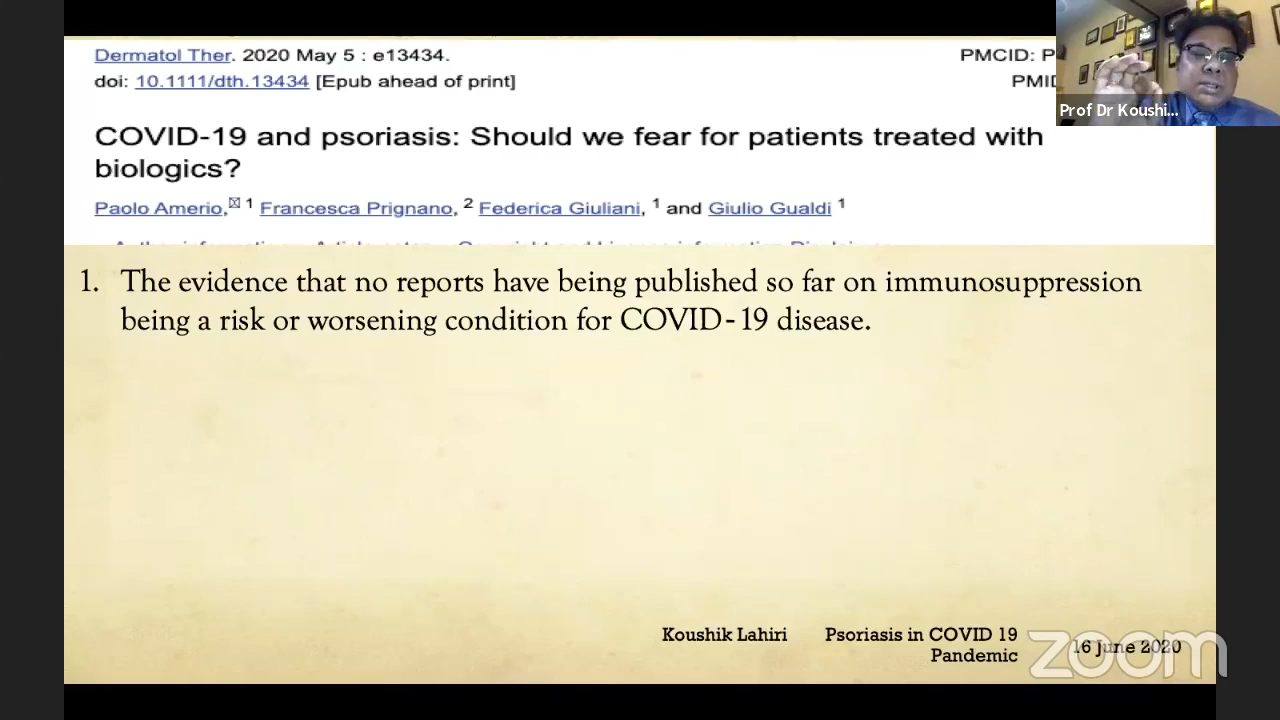 Dermatol Ther. 2020 May 5 : e13434.
PMCID: P
doi: 10.1111/dth.13434 [Epub ahead of print]
PMID
Prof Dr Koushi...
COVID-19 and psoriasis: Should we fear for patients treated with
biologics?
Paolo Amerio, 1 Francesca Prignano, 2 Federica Giuliani, 1 and Giulio Gualdi 1
1. The evidence that no reports have being published so far on immunosuppression
being a risk or worsening condition for COVID-19 disease.
Koushik Lahiri
Psoriasis in COVID 19
Pandemic
16 June 2020
zoom